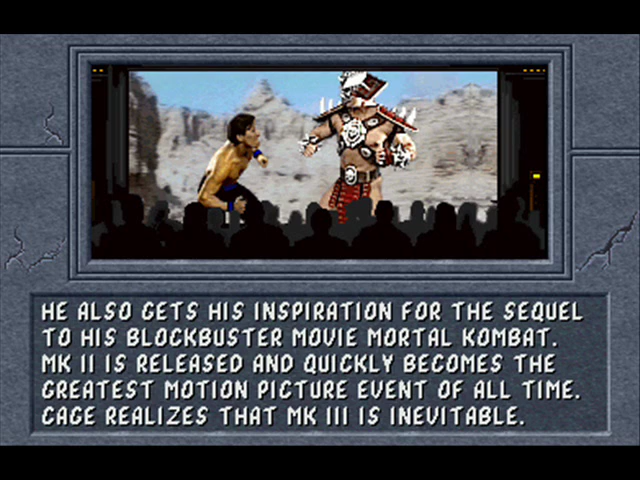 HE ALSO GETS HIS INSPIRATION FOR THE SEQUEL
TO HIS BLOCKBUSTER MOVIE MORTAL KOMBAT.
MK II IS RELEASED AND QUICKLY BECOMES THE
GREATEST MOTION PICTURE EVENT OF ALL TIME.
CAGE REALIZES THAT MK III IS INEVITABLE.